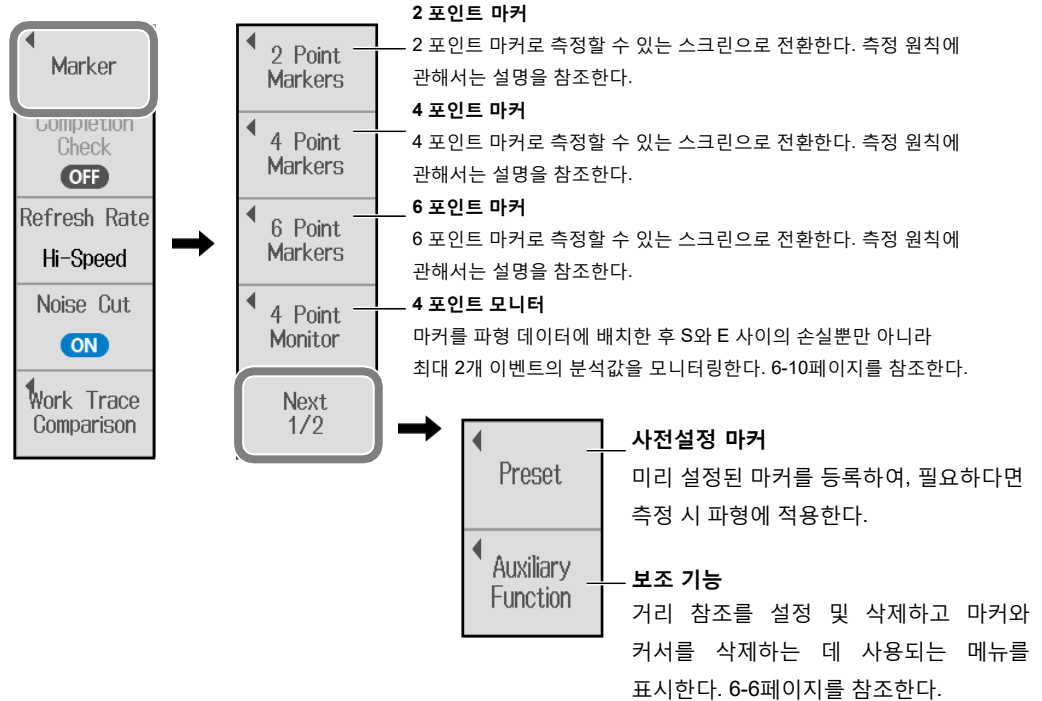 Marker
Completion
Check
OFF
Refresh Rate
Hi-Speed
Noise Cut
ON
Work Trace
Comparison
2 Point
Markers
4 Point
Markers
6 Point
Markers
4 Point
Monitor
Next
1/2
2 포인트 마커
2 포인트 마커로 측정할 수 있는 스크린으로 전환한다. 측정 원칙에
관해서는 설명을 참조한다.
4 포인트 마커
4 포인트 마커로 측정할 수 있는 스크린으로 전환한다. 측정 원칙에
관해서는 설명을 참조한다.
6 포인트 마커
6 포인트 마커로 측정할 수 있는 스크린으로 전환한다. 측정 원칙에
관해서는 설명을 참조한다.
4 포인트 모니터
마커를 파형 데이터에 배치한 후 S와 E 사이의 손실뿐만 아니라
최대 2개 이벤트의 분석값을 모니터링한다. 6-10페이지를 참조한다.
Preset
Auxiliary
Function
사전설정 마커
미리 설정된 마커를 등록하여, 필요하다면
측정 시 파형에 적용한다.
보조 기능
거리 참조를 설정 및 삭제하고 마커와
커서를 삭제하는 데 사용되는 메뉴를
표시한다. 6-6페이지를 참조한다.